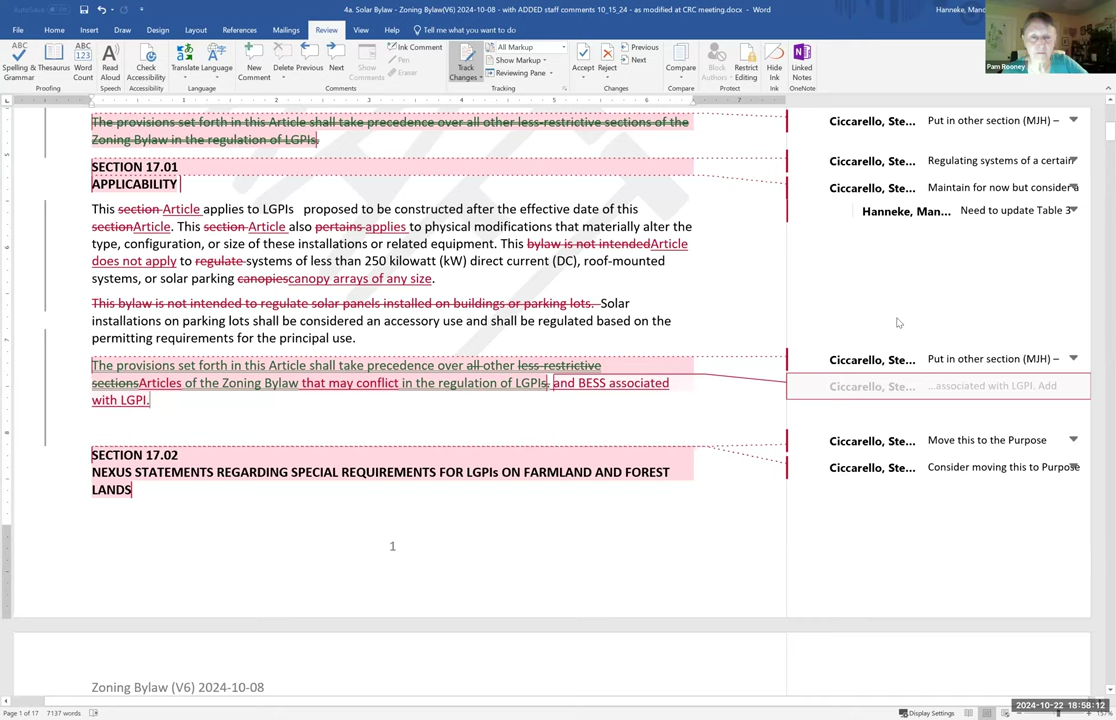 AutoSave
4a. Solar Bylaw - Zoning Bylaw(V6) 2024-10-08 - with ADDED staff comments 10_15_24 - as modified at CRC meeting.docx - Word
Hanneke, Manc
File Home Insert Draw Design Layout References Mailings Review View Help Tell me what you want to do
Spelling & Grammar
Thesaurus
Word Count
Read Aloud
Check Accessibility
Translate
Language
New Comment
Delete
Previous
Next
Show Comments
Ink Comment
Pen
Eraser
Track Changes
All Markup
Show Markup
Reviewing Pane
Accept
Reject
Previous
Next
Compare
Block Authors
Restrict Editing
Hide Ink
Linked Notes
Proofing Speech Accessibility Language Comments Tracking Changes Compare Protect Ink OneNote
Pam Rooney
The provisions set forth in this Article shall take precedence over all other less-restrictive sections of the
Zoning Bylaw in the regulation of LGPIs.
SECTION 17.01
APPLICABILITY
This section Article applies to LGPIs proposed to be constructed after the effective date of this
sectionArticle. This section Article also pertains applies to physical modifications that materially alter the
type, configuration, or size of these installations or related equipment. This bylaw is not intendedArticle
does not apply to regulate systems of less than 250 kilowatt (kW) direct current (DC), roof-mounted
systems, or solar parking canopiescanopy arrays of any size.
This bylaw is not intended to regulate solar panels installed on buildings or parking lots. Solar
installations on parking lots shall be considered an accessory use and shall be regulated based on the
permitting requirements for the principal use.
The provisions set forth in this Article shall take precedence over all other less-restrictive
sectionsArticles of the Zoning Bylaw that may conflict in the regulation of LGPIs. and BESS associated
with LGPI.
SECTION 17.02
NEXUS STATEMENTS REGARDING SPECIAL REQUIREMENTS FOR LGPIs ON FARMLAND AND FOREST
LANDS
1
Zoning Bylaw (V6) 2024-10-08
Ciccarello, Ste... Put in other section (MJH) –
Ciccarello, Ste... Regulating systems of a certain
Ciccarello, Ste... Maintain for now but consider a
Hanneke, Man... Need to update Table 3
Ciccarello, Ste... Put in other section (MJH) –
Ciccarello, Ste... ...associated with LGPI. Add
Ciccarello, Ste... Move this to the Purpose
Ciccarello, Ste... Consider moving this to Purpose
Page 1 of 17 7137 words
Display Settings
2024-10-22 18:58:12